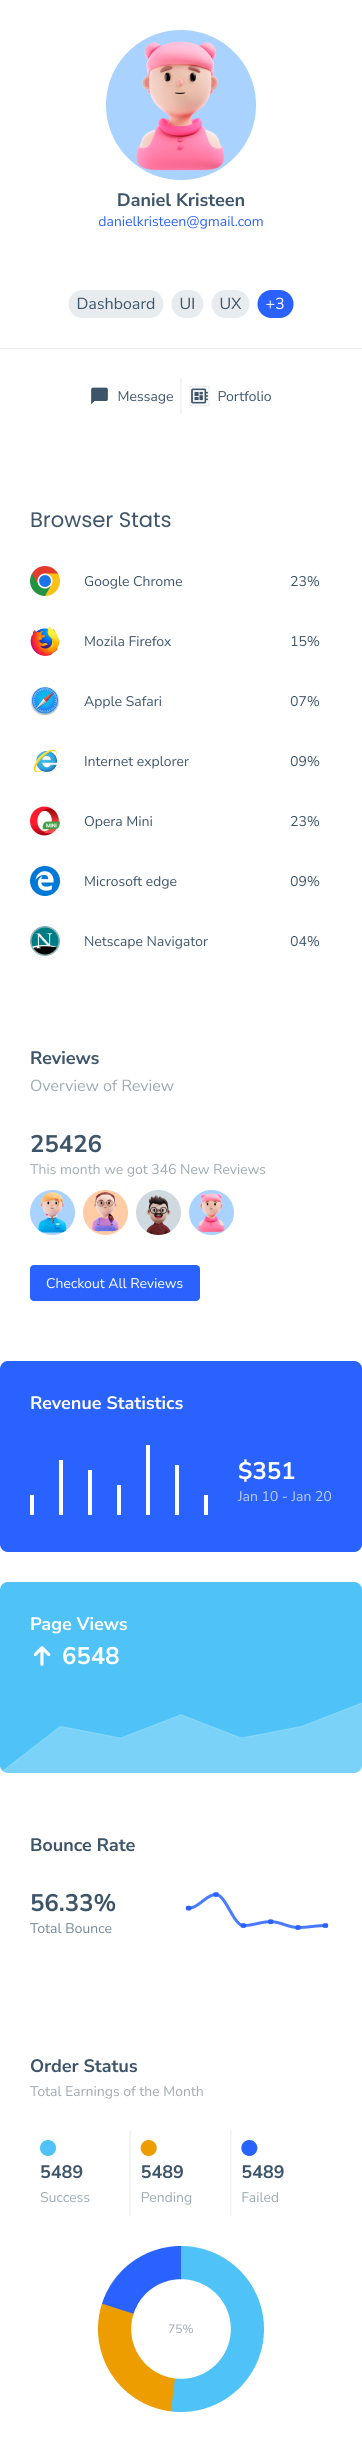 Daniel Kristeen
danielkristeen@gmail.com
Dashboard UI UX +3
Message Portfolio
Browser Stats
Google Chrome 23%
Mozila Firefox 15%
Apple Safari 07%
Internet explorer 09%
Opera Mini 23%
MINI
Microsoft edge 09%
N
Netscape Navigator 04%
Reviews
Overview of Review
25426
This month we got 346 New Reviews
Checkout All Reviews
Revenue Statistics
$351
Jan 10 - Jan 20
Page Views
6548
Bounce Rate
56.33%
Total Bounce
Order Status
Total Earnings of the Month
5489 5489 5489
Success Pending Failed
75%